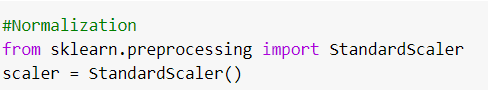 #Normalization
from sklearn.preprocessing import StandardScaler
scaler = StandardScaler()